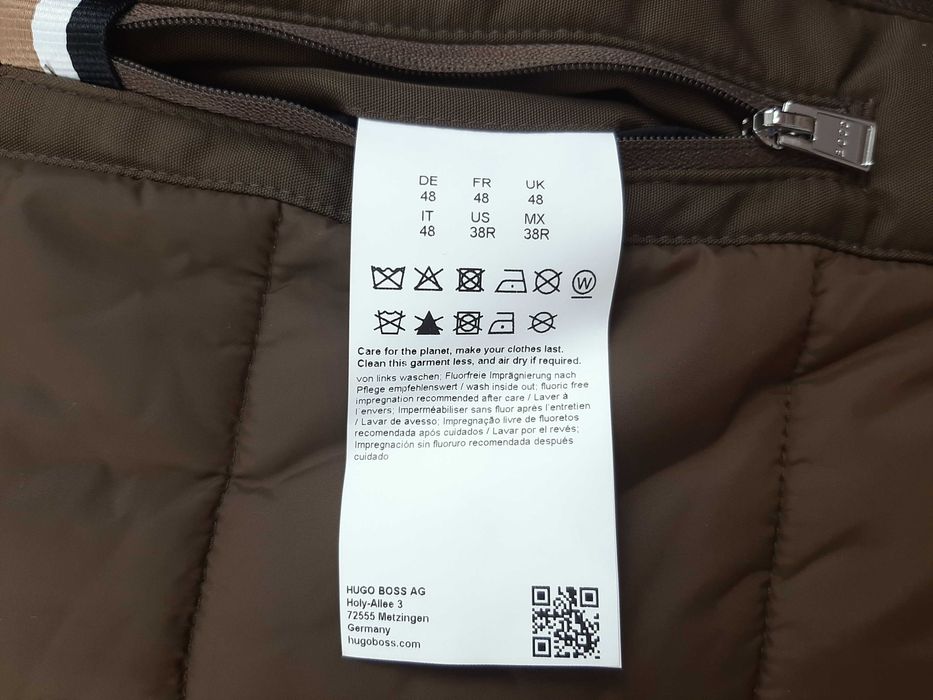 BOSS
DE FR UK
48 48 48
IT US MX
48 38R 38R
W
Care for the planet, make your clothes last.
Clean this garment less, and air dry if required.
von links waschen; Fluorfreie Imprägnierung nach
Pflege empfehlenswert / wash inside out; fluoric free
impregnation recommended after care / Laver à
l'envers; Imperméabiliser sans fluor après l'entretien
/ Lavar de avesso; Impregnação livre de fluoretos
recomendada após cuidados / Lavar por el revés;
Impregnación sin fluoruro recomendada después
cuidado
HUGO BOSS AG
Holy-Allee 3
72555 Metzingen
Germany
hugoboss.com